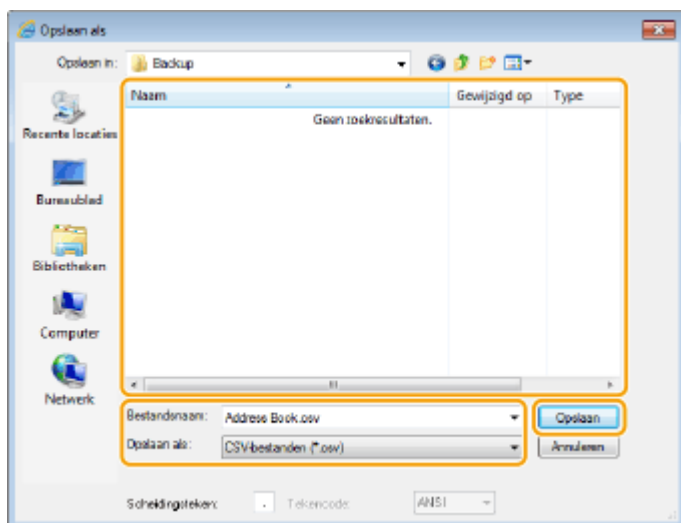 Opslaan als
Opslaan in: Backup
Naam Gewijzigd op Type
Geen zoekresultaten.
Recente locaties
Bureaublad
Bibliotheken
Computer
Netwerk
Bestandsnaam: Address Book.csv Opslaan
Opslaan als: CSV-bestanden (*.csv) Annuleren
Scheidingsteken: Tekencode: ANSI